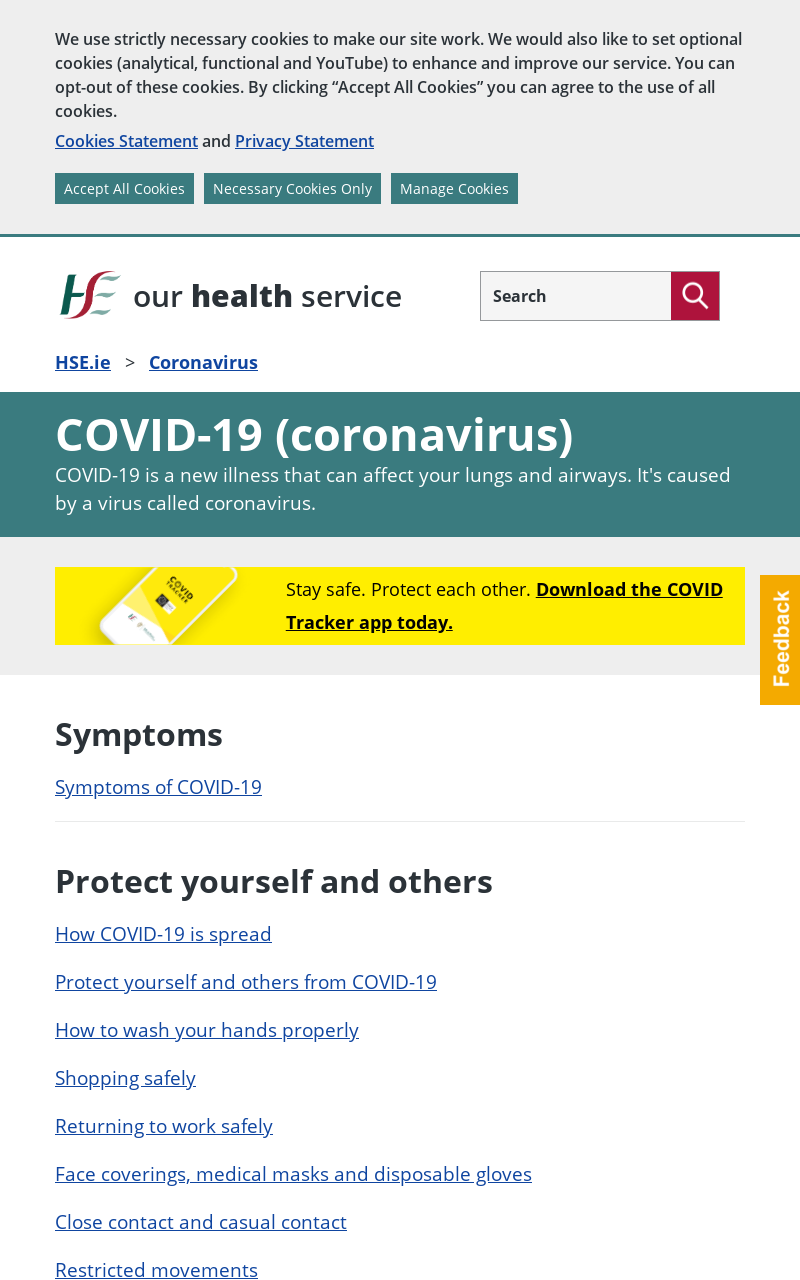 We use strictly necessary cookies to make our site work. We would also like to set optional
cookies (analytical, functional and YouTube) to enhance and improve our service. You can
opt-out of these cookies. By clicking “Accept All Cookies” you can agree to the use of all
cookies.
Cookies Statement and Privacy Statement
Accept All Cookies Necessary Cookies Only Manage Cookies
our health service
Search
HSE.ie > Coronavirus
COVID-19 (coronavirus)
COVID-19 is a new illness that can affect your lungs and airways. It's caused
by a virus called coronavirus.
COVID
TRACKER
Stay safe. Protect each other. Download the COVID
Tracker app today.
Feedback
Symptoms
Symptoms of COVID-19
Protect yourself and others
How COVID-19 is spread
Protect yourself and others from COVID-19
How to wash your hands properly
Shopping safely
Returning to work safely
Face coverings, medical masks and disposable gloves
Close contact and casual contact
Restricted movements